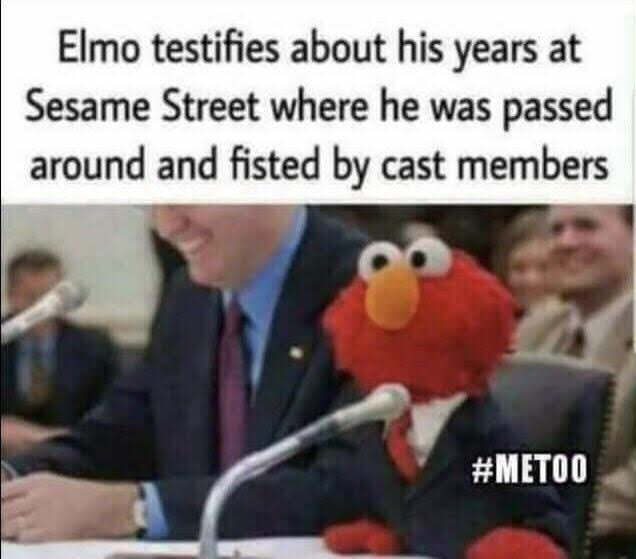 Elmo testifies about his years at
Sesame Street where he was passed
around and fisted by cast members
#METOO